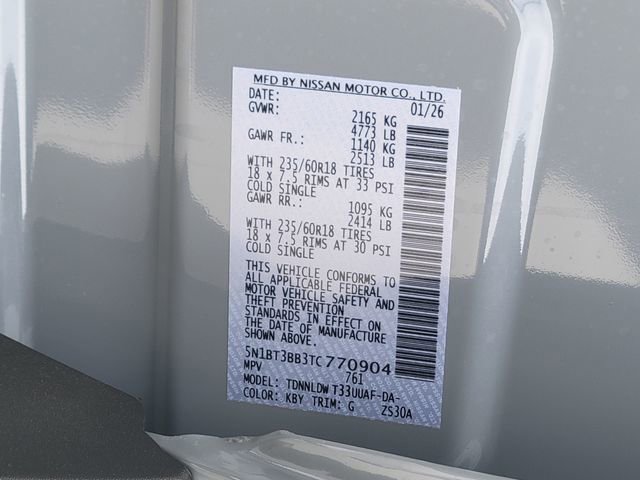 MFD BY NISSAN MOTOR CO., LTD.
DATE: 01/26
GVWR: 2165 KG
4773 LB
GAWR FR.: 1140 KG
2513 LB
WITH 235/60R18 TIRES
18 x 7.5 RIMS AT 33 PSI
COLD SINGLE
GAWR RR.: 1095 KG
2414 LB
WITH 235/60R18 TIRES
18 x 7.5 RIMS AT 30 PSI
COLD SINGLE
THIS VEHICLE CONFORMS TO
ALL APPLICABLE FEDERAL
MOTOR VEHICLE SAFETY AND
THEFT PREVENTION
STANDARDS IN EFFECT ON
THE DATE OF MANUFACTURE
SHOWN ABOVE.
5N1BT3BB3TC770904
MPV 761
MODEL: TDNNLDW T33UUAF-DA-
COLOR: KBY TRIM: G ZS30A